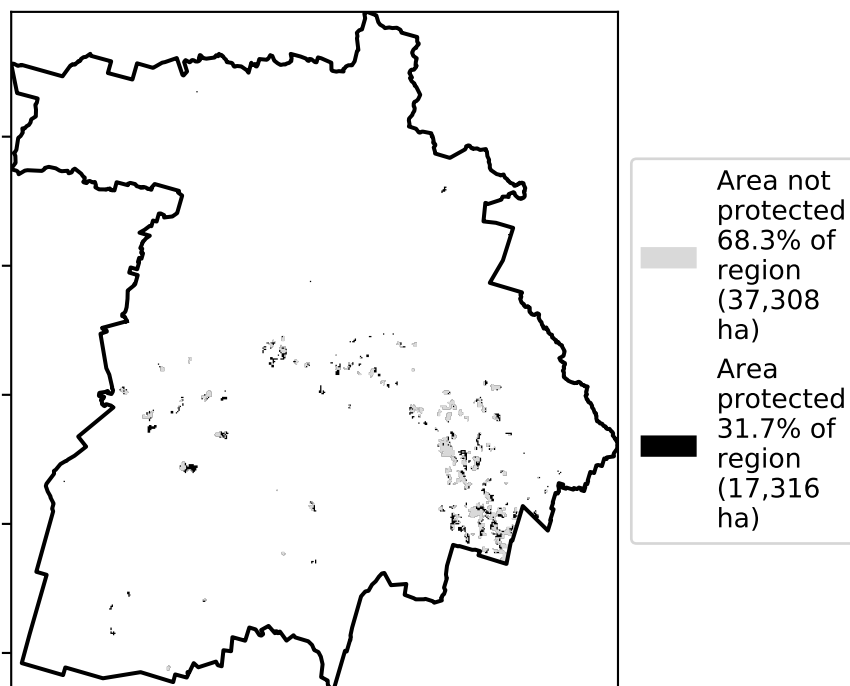 Area not
protected
68.3% of
region
(37,308
ha)
Area
protected
31.7% of
region
(17,316
ha)